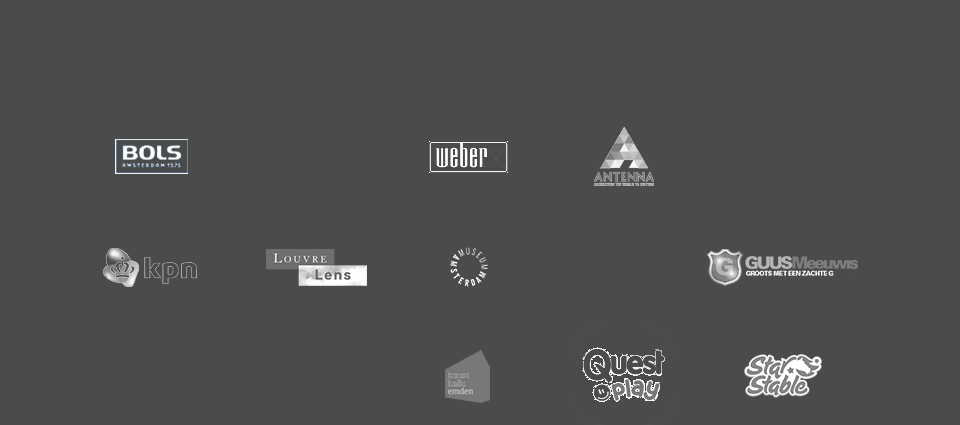 BOLS
AMSTERDAM 1575
weber
ANTENNA
kpn
LOUVRE
Lens
MUSEUM
AMSTERDAM
G
GUUSMeeuwis
GROOTS MET EEN ZACHTE G
kunst
halle
emden
Quest
play
Star
Stable